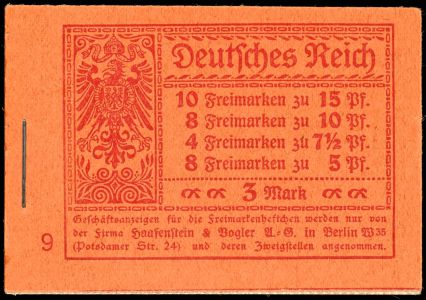 Deutsches Reich
10 Freimarken zu 15 Pf.
8 Freimarken zu 10 Pf.
4 Freimarken zu 7½ Pf.
8 Freimarken zu 5 Pf.
3 Mark
Geschäftsanzeigen für die Freimarkenheftchen werden nur von
der Firma Haasenstein & Vogler A.-G. in Berlin W35
(Potsdamer Str. 24) und deren Zweigstellen angenommen.
9